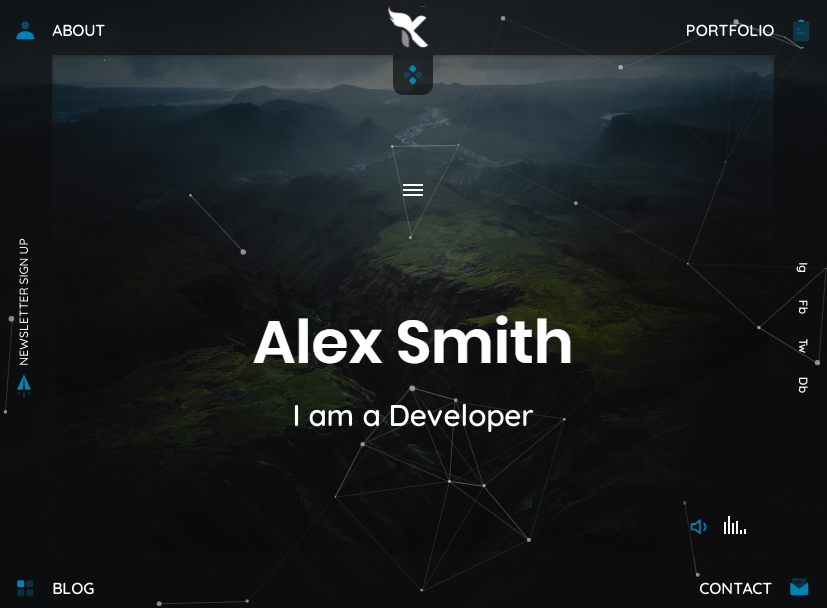 ABOUT
PORTFOLIO
NEWSLETTER SIGN UP
Ig
Fb
Tw
Db
Alex Smith
I am a Developer
BLOG
CONTACT